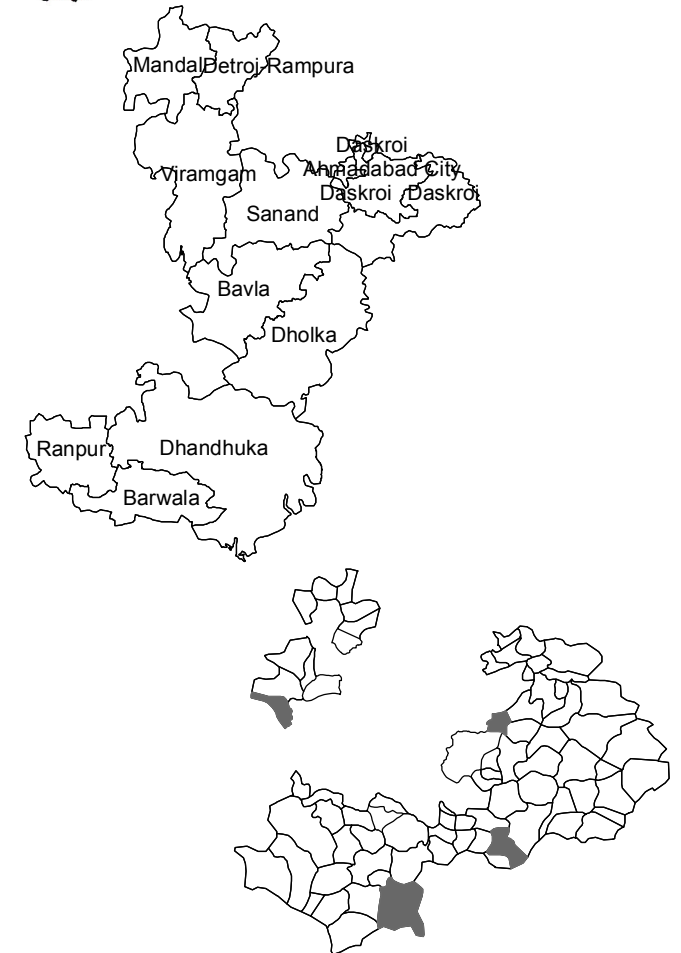 Mandal
Detroj-Rampura
Daskroi
Viramgam
Ahmadabad City
Daskroi
Daskroi
Sanand
Bavla
Dholka
Ranpur
Dhandhuka
Barwala